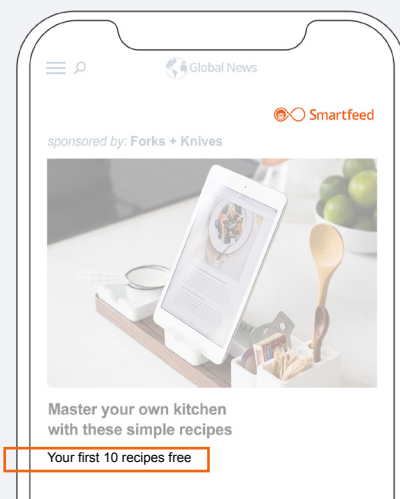 Global News
Smartfeed
sponsored by: Forks + Knives
Master your own kitchen
with these simple recipes
Your first 10 recipes free